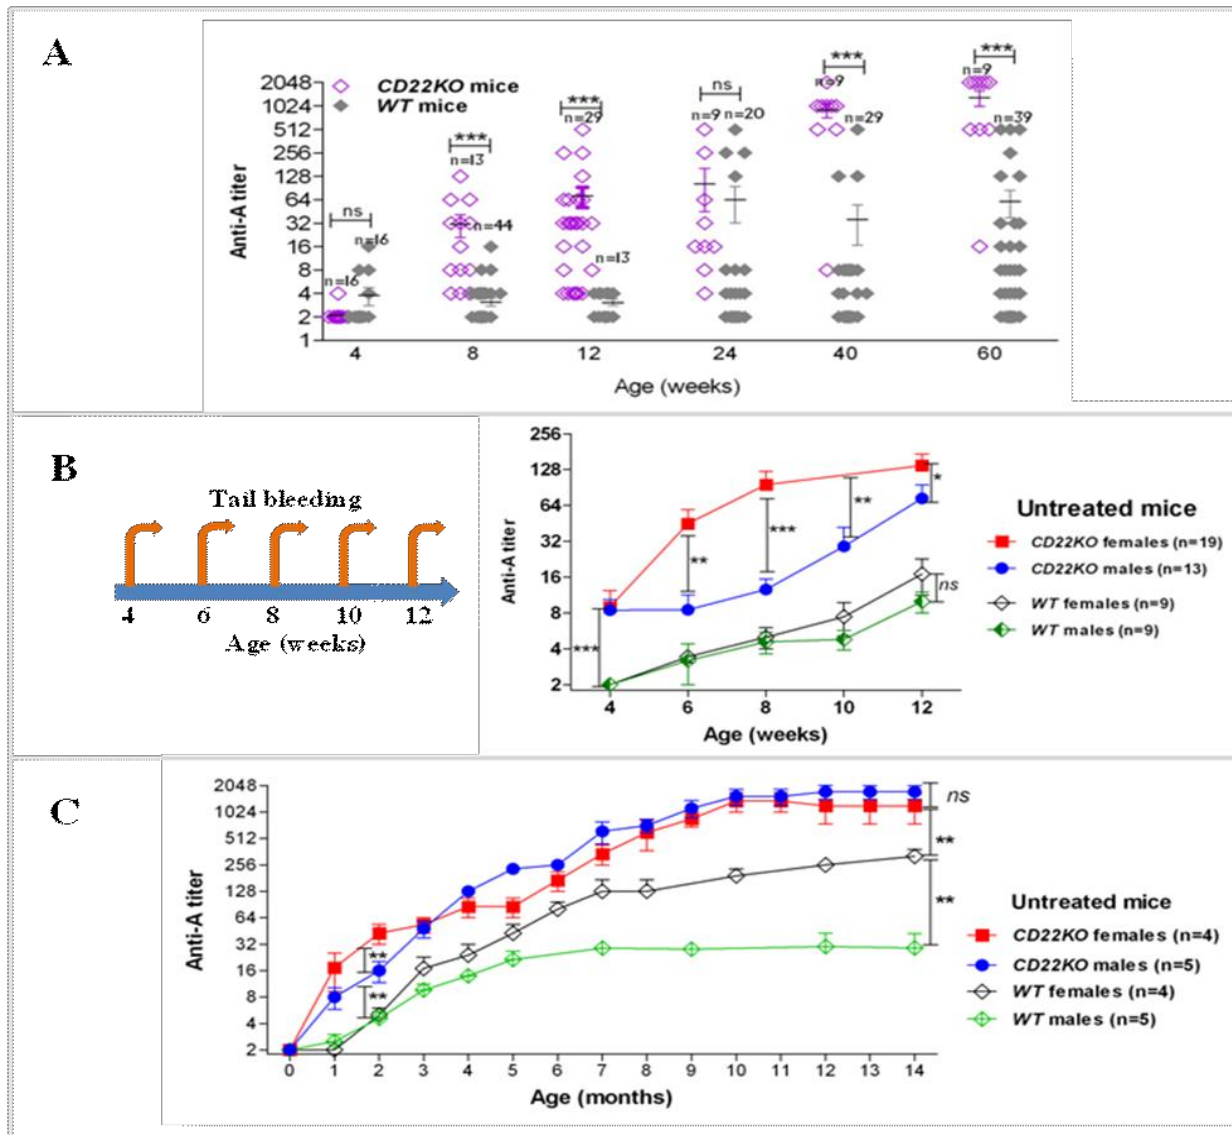 A
Anti-A titer
2048
1024
512
256
128
64
32
16
8
4
2
1
CD22KO mice
WT mice
ns
n=16
n=16
***
n=13
n=44
***
n=29
n=13
ns
n=9 n=20
***
n=9
n=29
***
n=9
n=39
4 8 12 24 40 60
Age (weeks)
B
Tail bleeding
4 6 8 10 12
Age (weeks)
Anti-A titer
256
128
64
32
16
8
4
2
***
**
***
**
*
ns
4 6 8 10 12
Age (weeks)
Untreated mice
CD22KO females (n=19)
CD22KO males (n=13)
WT females (n=9)
WT males (n=9)
C
Anti-A titer
2048
1024
512
256
128
64
32
16
8
4
2
**
**
ns
**
**
0 1 2 3 4 5 6 7 8 9 10 11 12 13 14
Age (months)
Untreated mice
CD22KO females (n=4)
CD22KO males (n=5)
WT females (n=4)
WT males (n=5)